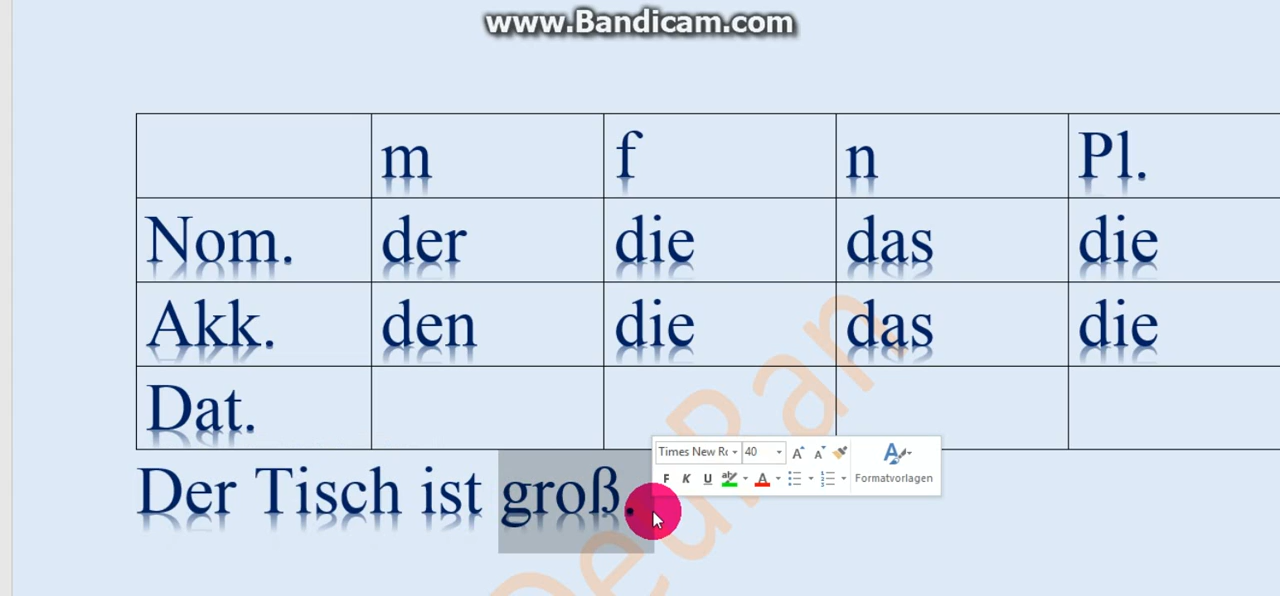 www.Bandicam.com
m f n Pl.
Nom. der die das die
Akk. den die das die
Dat.
Times New 40
F K U
Formatvorlagen
Der Tisch ist groß.